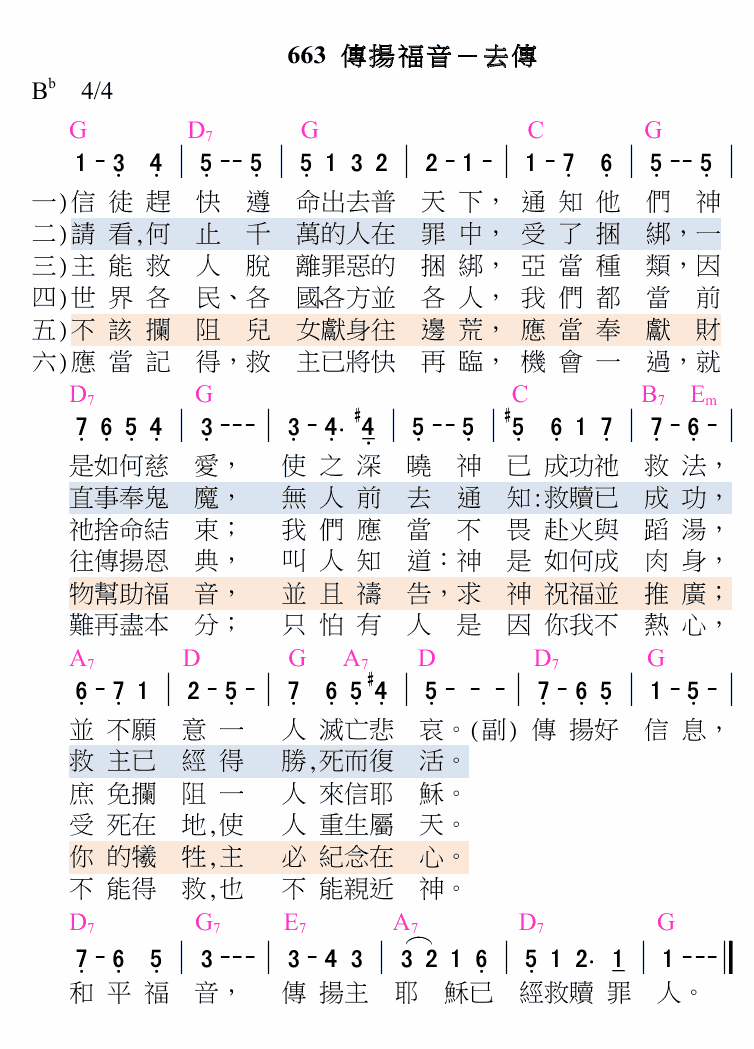 663 傳揚福音－去傳
B♭ 4/4
G D7 G C G
1 - 3̣ 4̣ | 5̣ - - 5̣ | 5̣ 1 3 2 | 2 - 1 - | 1 - 7̣ 6̣ | 5̣ - - 5̣ |
一)信徒趕快遵命出去普天下，通知他們神
二)請看,何止千萬的人在罪中，受了捆綁，一
三)主能救人脫離罪惡的捆綁，亞當種類，因
四)世界各民、各國各方並各人，我們都當前
五)不該攔阻兒女獻身往邊荒，應當奉獻財
六)應當記得，救主已將快再臨，機會一過，就
D7 G C B7 Em
7̣ 6̣ 5̣ 4̣ | 3̣ - - - | 3̣ - 4̣. #4̣ | 5̣ - - 5̣ | #5̣ 6̣ 1 7̣ | 7̣ - 6̣ - |
是如何慈愛，使之深曉神已成功祂救法，
直事奉鬼魔，無人前去通知:救贖已成功，
祂捨命結束；我們應當不畏赴火與蹈湯，
往傳揚恩典，叫人知道：神是如何成肉身，
物幫助福音，並且禱告，求神祝福並推廣；
難再盡本分；只怕有人是因你我不熱心，
A7 D G A7 D D7 G
6̣ - 7̣ 1 | 2 - 5̣ - | 7̣ 6̣ 5̣ #4̣ | 5̣ - - - | 7̣ - 6̣ 5̣ | 1 - 5̣ - |
並不願意一人滅亡悲哀。(副) 傳揚好信息，
救主已經得勝,死而復活。
庶免攔阻一人來信耶穌。
受死在地,使人重生屬天。
你的犧牲,主必紀念在心。
不能得救,也不能親近神。
D7 G7 E7 A7 D7 G
7̣ - 6̣ 5̣ | 3 - - - | 3 - 4 3 | 3 2 1 6̣ | 5̣ 1 2. 1 | 1 - - - ‖
和平福音，傳揚主耶穌已經救贖罪人。